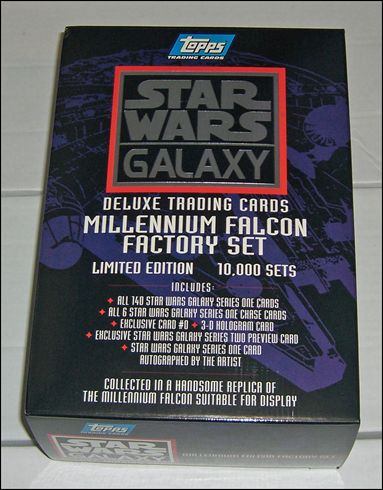 Topps
TRADING CARDS
STAR
WARS
GALAXY
DELUXE TRADING CARDS
MILLENNIUM FALCON
FACTORY SET
LIMITED EDITION 10,000 SETS
INCLUDES:
✦ ALL 140 STAR WARS GALAXY SERIES ONE CARDS
✦ ALL 6 STAR WARS GALAXY SERIES ONE CHASE CARDS
✦ EXCLUSIVE CARD #0 ✦ 3-D HOLOGRAM CARD
✦ EXCLUSIVE STAR WARS GALAXY SERIES TWO PREVIEW CARD
✦ STAR WARS GALAXY SERIES ONE CARD
AUTOGRAPHED BY THE ARTIST
COLLECTED IN A HANDSOME REPLICA OF
THE MILLENNIUM FALCON SUITABLE FOR DISPLAY
Topps
TRADING CARDS
STAR
WARS
GALAXY
MILLENNIUM FALCON FACTORY SET